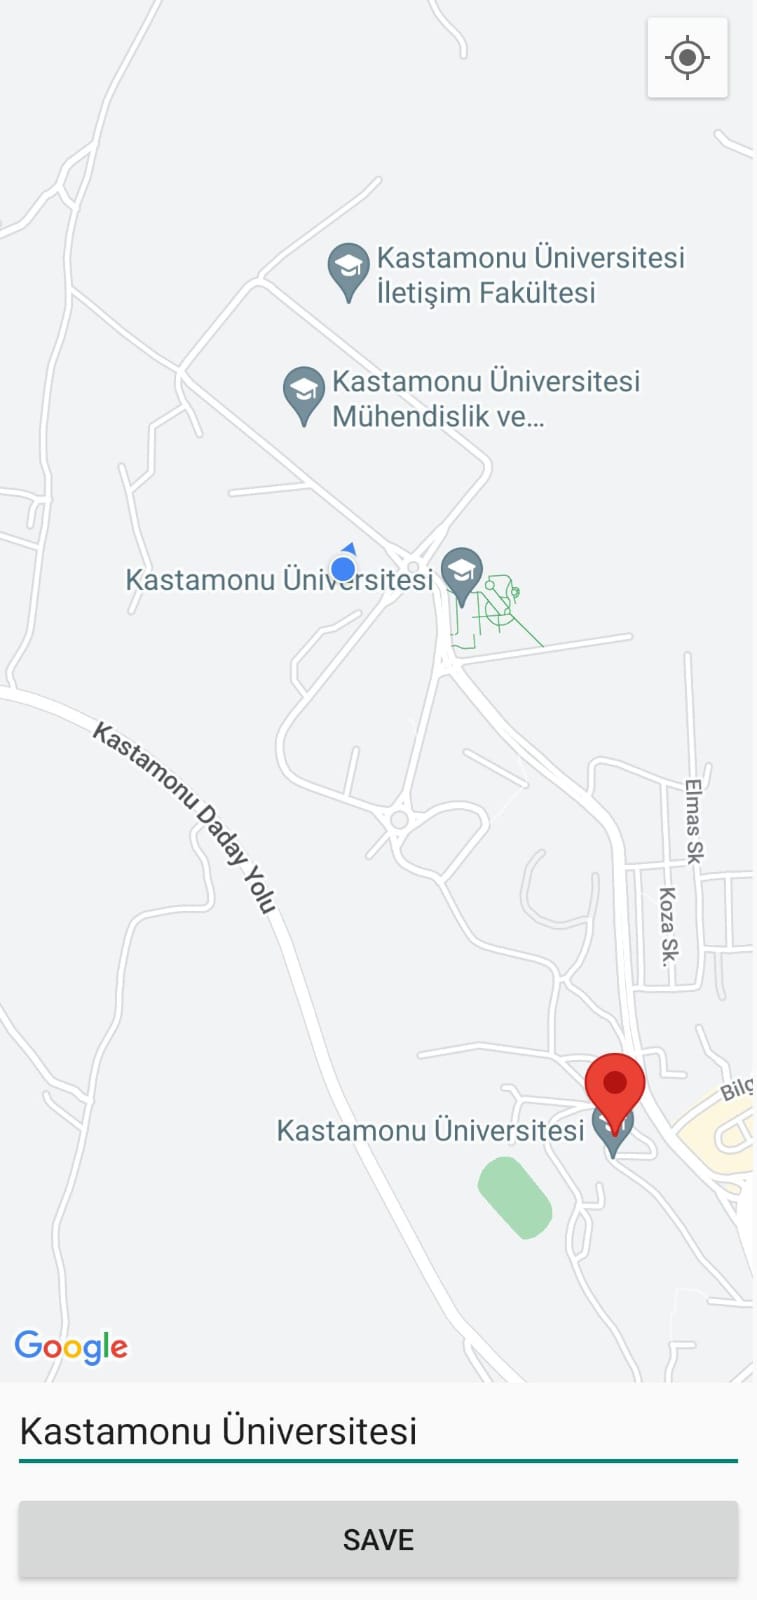 Kastamonu Üniversitesi
İletişim Fakültesi
Kastamonu Üniversitesi
Mühendislik ve...
Kastamonu Üniversitesi
Kastamonu Daday Yolu
Elmas Sk
Koza Sk.
Bilg
Kastamonu Üniversitesi
Google
Kastamonu Üniversitesi
SAVE